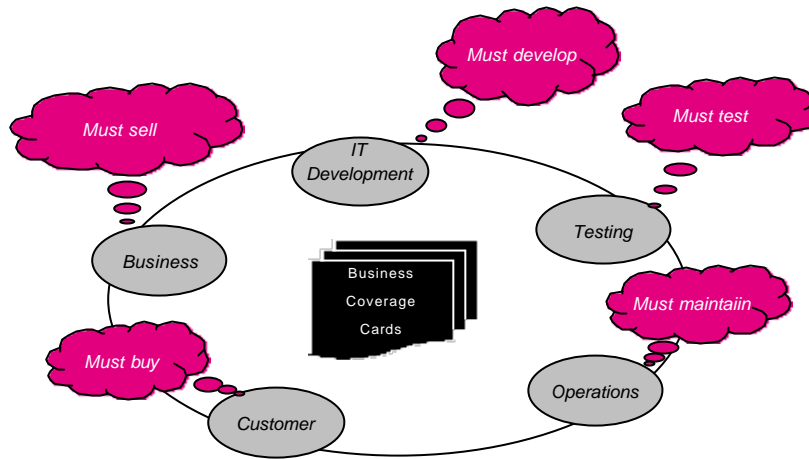 Must develop
Must sell
Must test
IT
Development
Testing
Business
Business
Coverage
Cards
Must maintaiin
Must buy
Operations
Customer